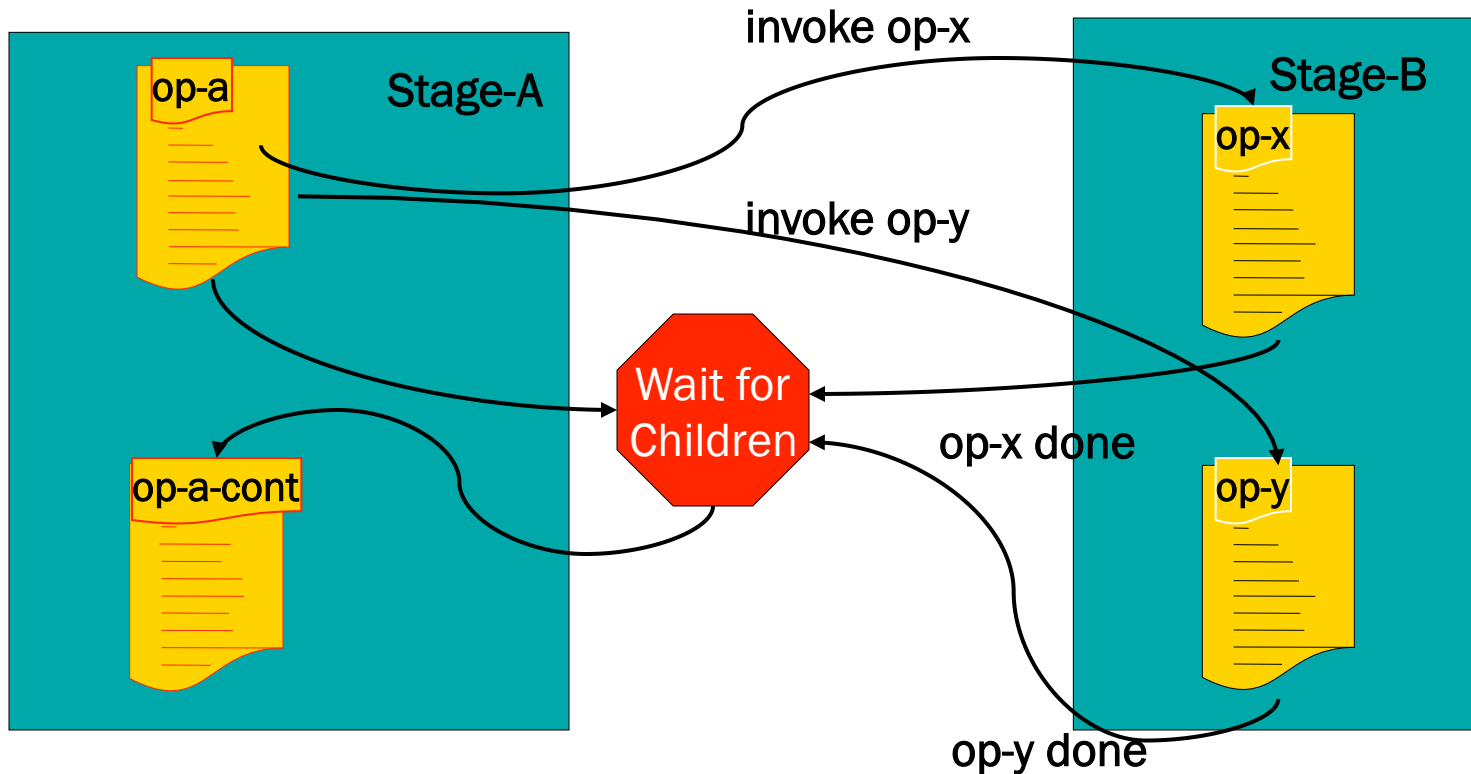 invoke op-x
op-a
Stage-A
Stage-B
op-x
invoke op-y
Wait for
Children
op-x done
op-a-cont
op-y
op-y done